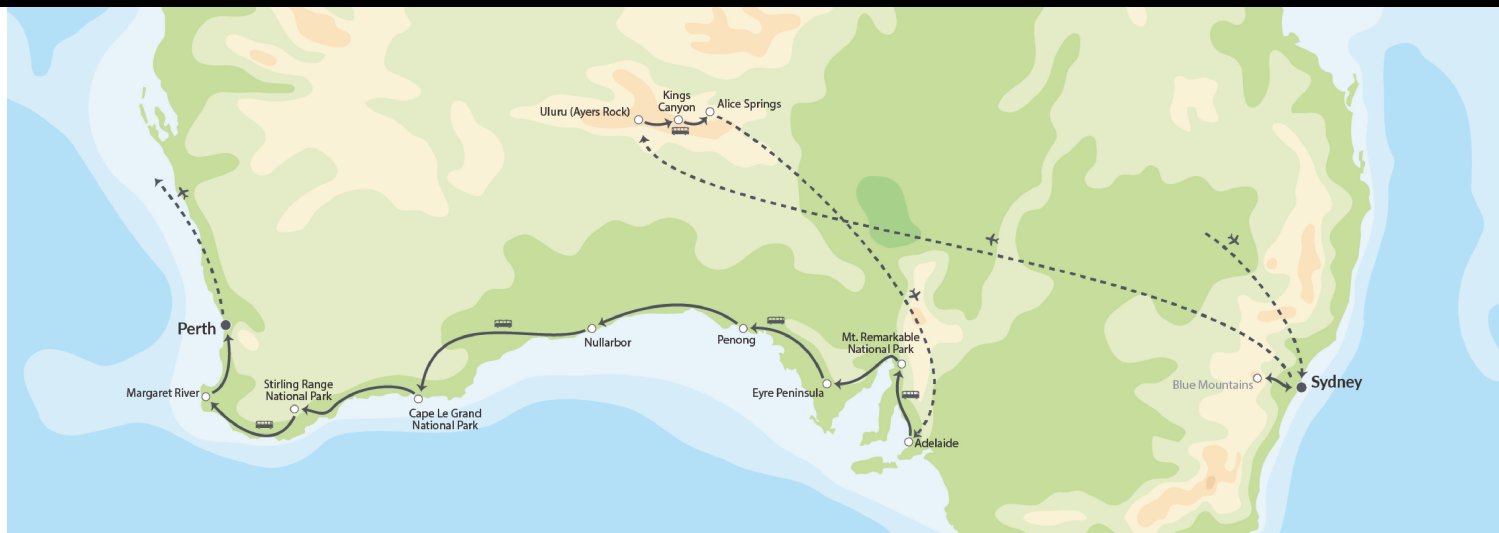 Kings
Canyon
Alice Springs
Uluru (Ayers Rock)
Perth
Nullarbor
Penong
Mt. Remarkable
National Park
Eyre Peninsula
Blue Mountains
Sydney
Stirling Range
National Park
Margaret River
Cape Le Grand
National Park
Adelaide